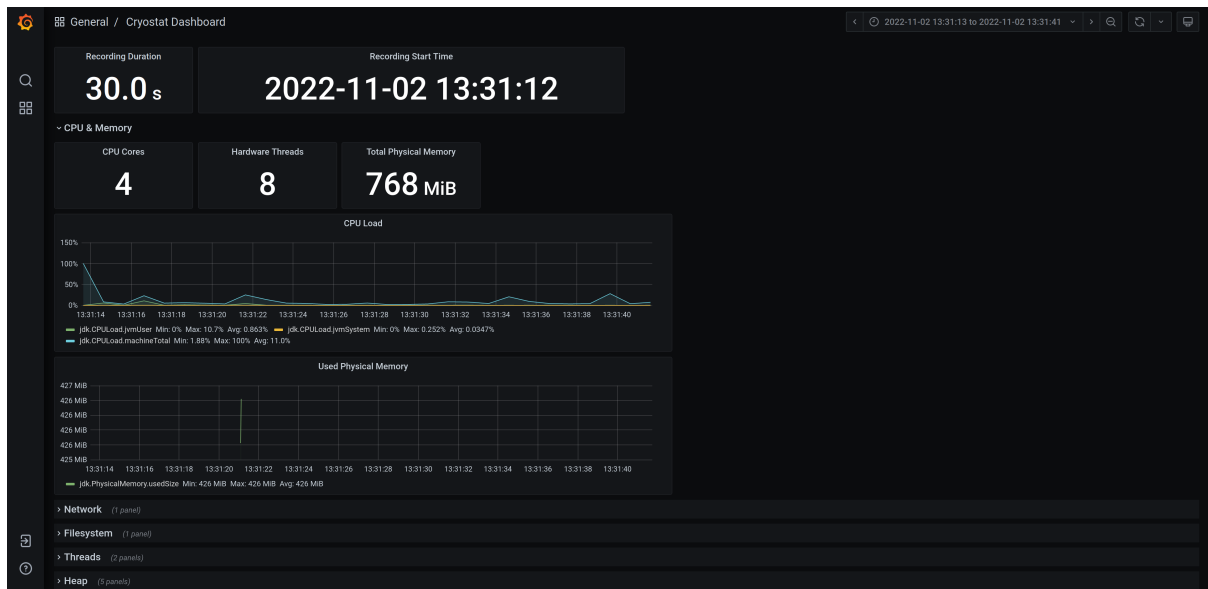 General / Cryostat Dashboard
2022-11-02 13:31:13 to 2022-11-02 13:31:41
Recording Duration
30.0 s
Recording Start Time
2022-11-02 13:31:12
CPU & Memory
CPU Cores
4
Hardware Threads
8
Total Physical Memory
768 MiB
CPU Load
150%
100%
50%
0%
13:31:14 13:31:16 13:31:18 13:31:20 13:31:22 13:31:24 13:31:26 13:31:28 13:31:30 13:31:32 13:31:34 13:31:36 13:31:38 13:31:40
jdk.CPULoad.jvmUser Min: 0% Max: 10.7% Avg: 0.863% jdk.CPULoad.jvmSystem Min: 0% Max: 0.252% Avg: 0.0347%
jdk.CPULoad.machineTotal Min: 1.88% Max: 100% Avg: 11.0%
Used Physical Memory
427 MiB
426 MiB
426 MiB
426 MiB
426 MiB
425 MiB
13:31:14 13:31:16 13:31:18 13:31:20 13:31:22 13:31:24 13:31:26 13:31:28 13:31:30 13:31:32 13:31:34 13:31:36 13:31:38 13:31:40
jdk.PhysicalMemory.usedSize Min: 426 MiB Max: 426 MiB Avg: 426 MiB
Network (1 panel)
Filesystem (1 panel)
Threads (2 panels)
Heap (5 panels)